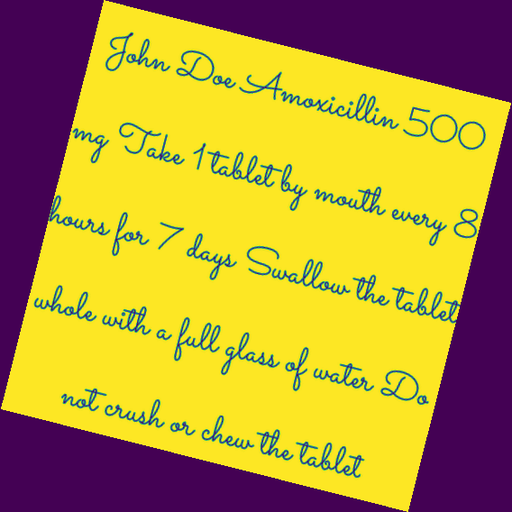 John Doe Amoxicillin 500
mg Take 1 tablet by mouth every 8
hours for 7 days Swallow the tablet
whole with a full glass of water Do
not crush or chew the tablet